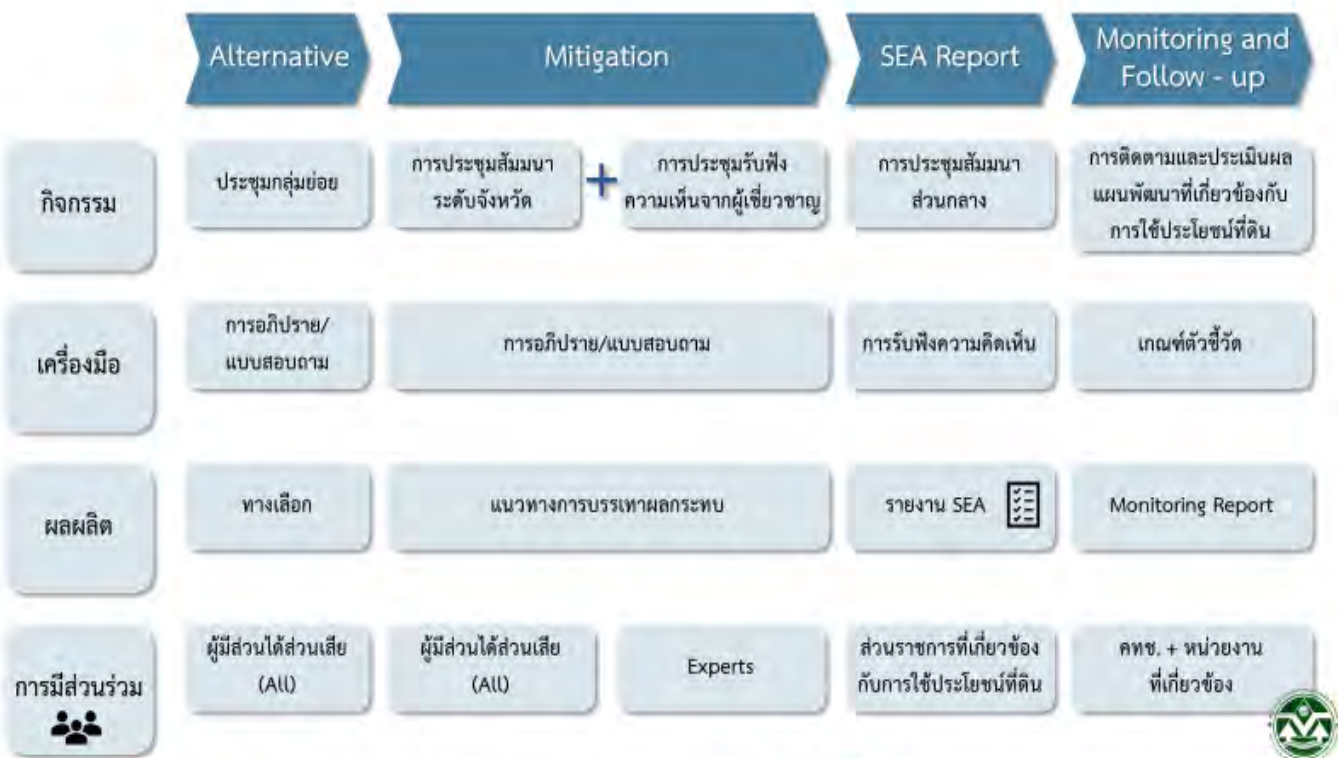 Alternative
Mitigation
SEA Report
Monitoring and
Follow - up
กิจกรรม
ประชุมกลุ่มย่อย
การประชุมสัมมนา
ระดับจังหวัด
+
การประชุมรับฟัง
ความเห็นจากผู้เชี่ยวชาญ
การประชุมสัมมนา
ส่วนกลาง
การติดตามและประเมินผล
แผนพัฒนาที่เกี่ยวข้องกับ
การใช้ประโยชน์ที่ดิน
เครื่องมือ
การอภิปราย/
แบบสอบถาม
การอภิปราย/แบบสอบถาม
การรับฟังความคิดเห็น
เกณฑ์ตัวชี้วัด
ผลผลิต
ทางเลือก
แนวทางการบรรเทาผลกระทบ
รายงาน SEA
Monitoring Report
การมีส่วนร่วม
ผู้มีส่วนได้ส่วนเสีย
(All)
ผู้มีส่วนได้ส่วนเสีย
(All)
Experts
ส่วนราชการที่เกี่ยวข้อง
กับการใช้ประโยชน์ที่ดิน
คทช. + หน่วยงาน
ที่เกี่ยวข้อง